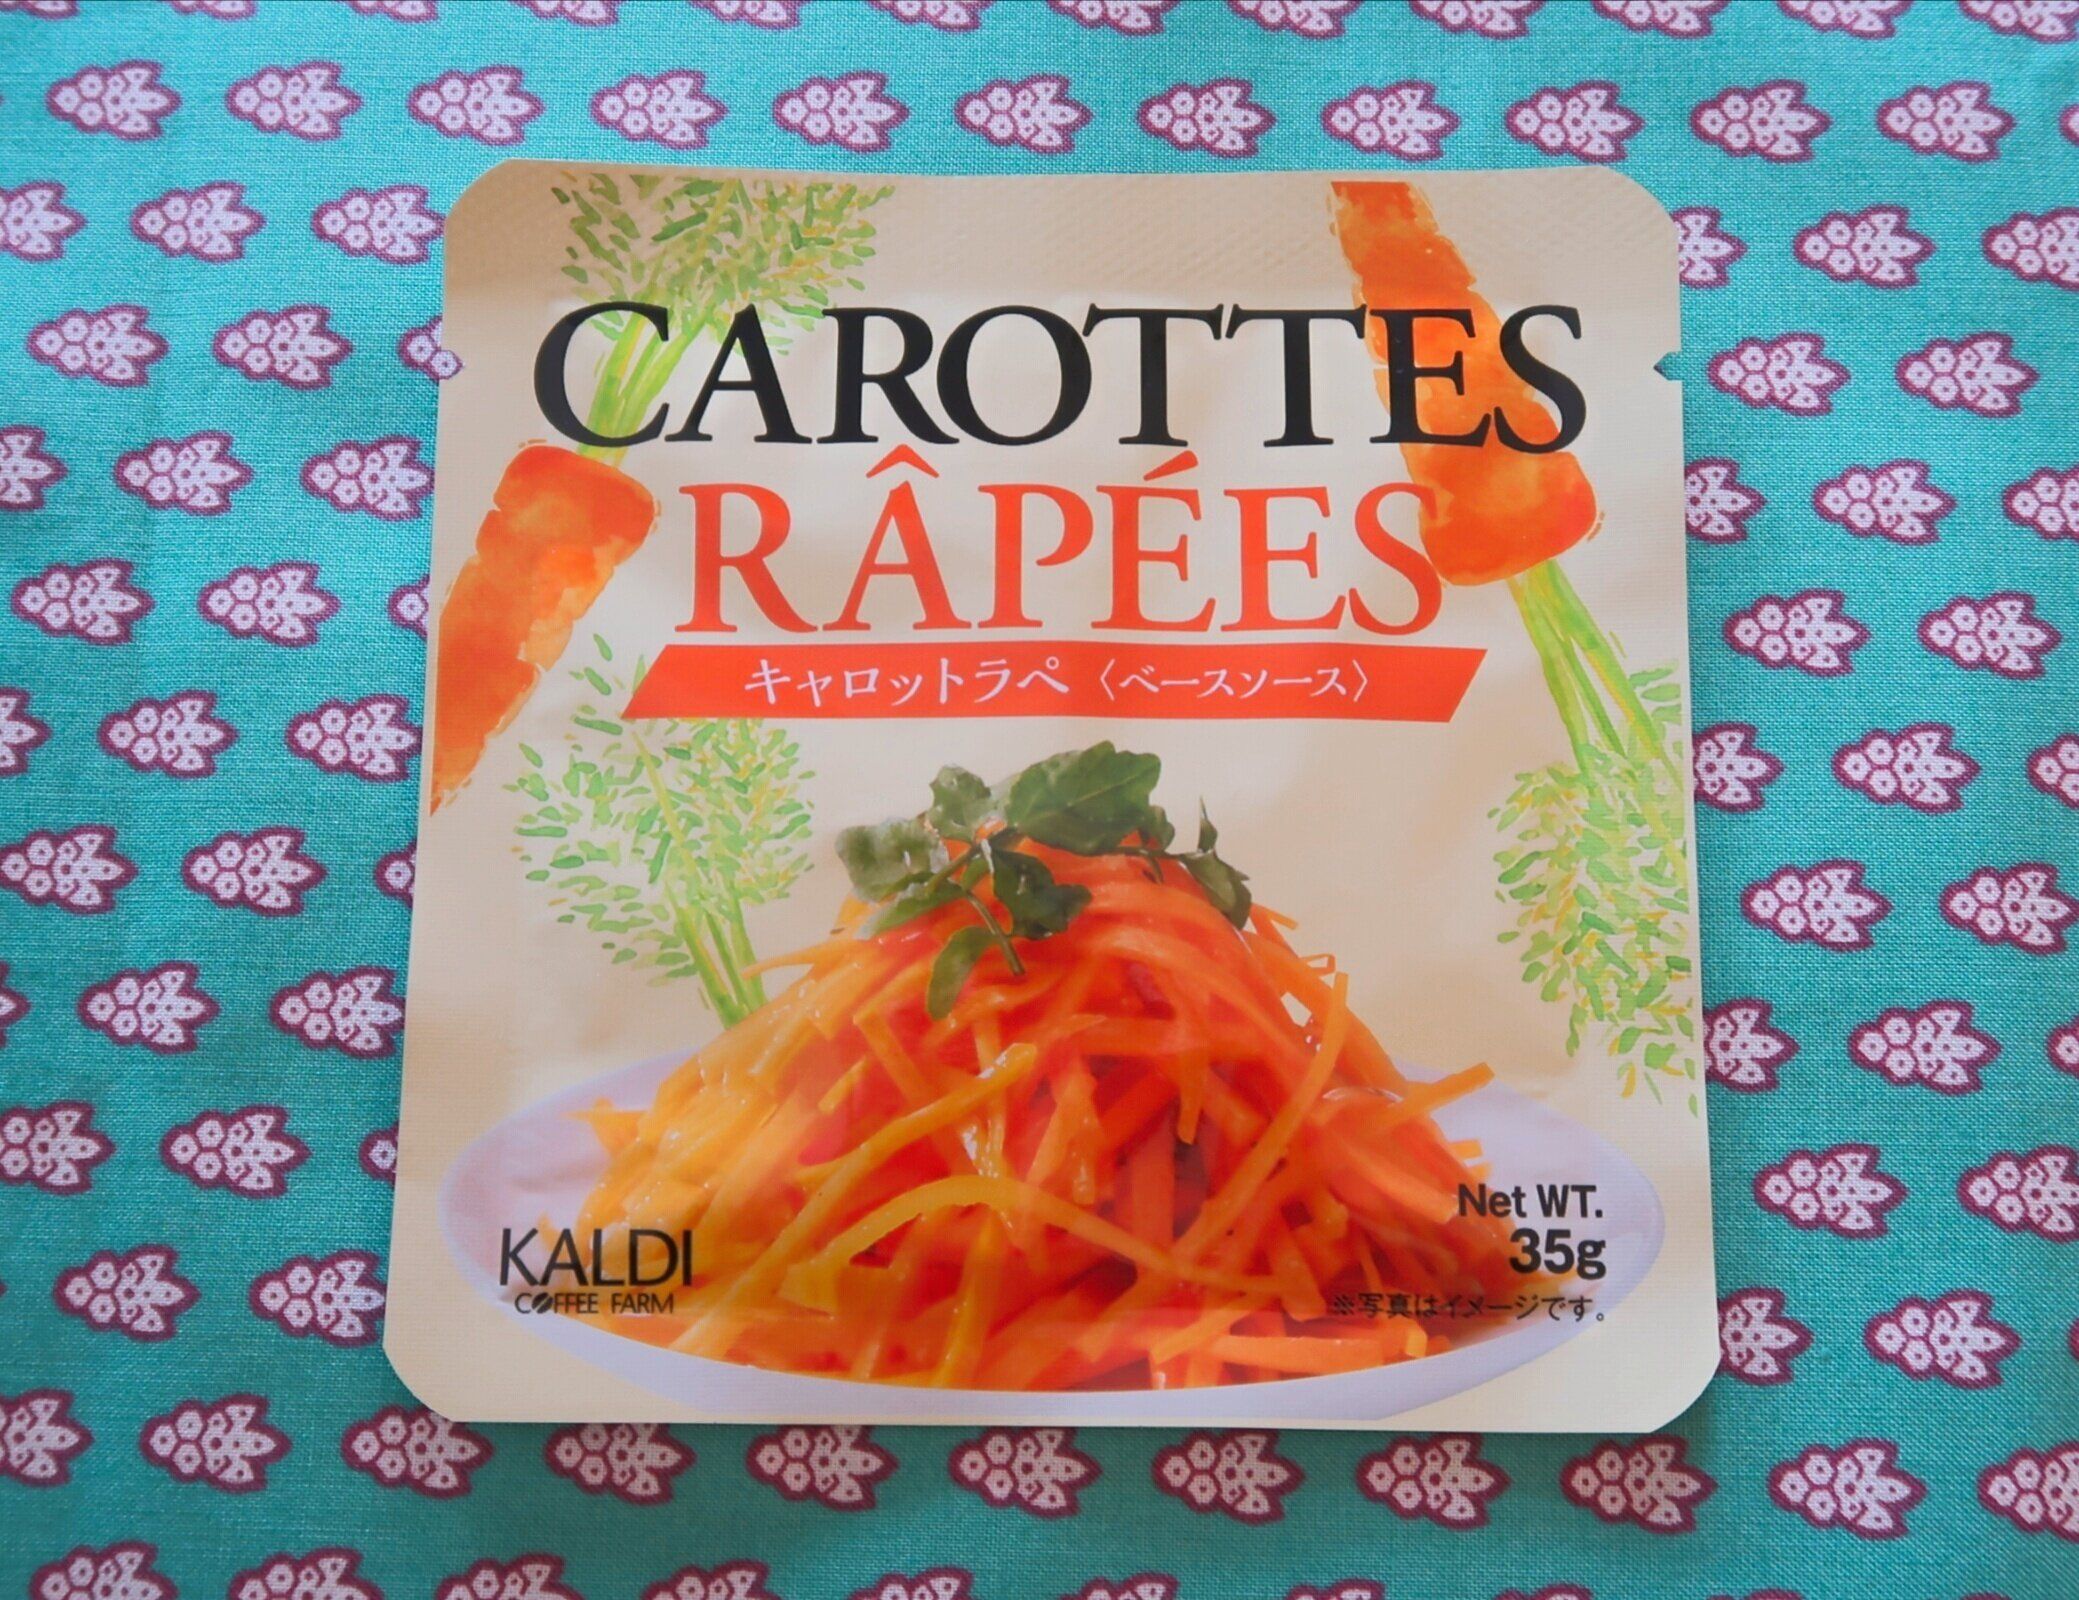 CAROTTES
RÂPÉES
キャロットラペ〈ベースソース〉
Net WT.
35g
KALDI
COFFEE FARM
※写真はイメージです。